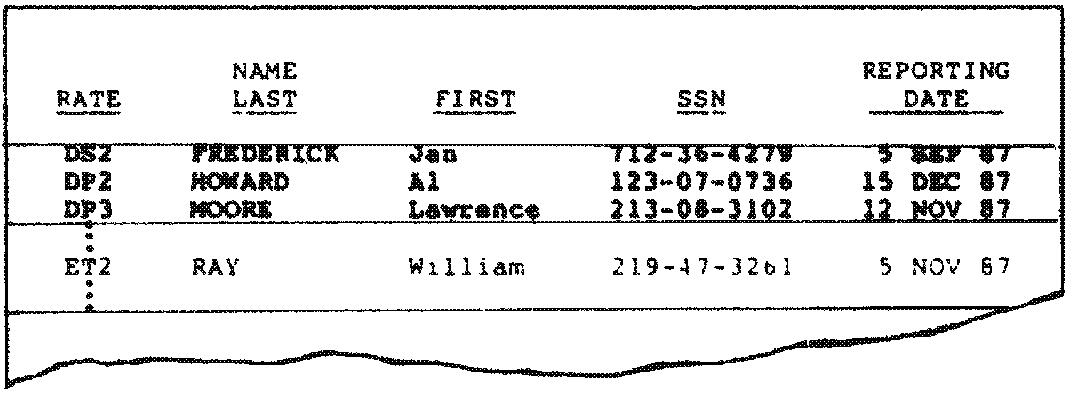 NAME REPORTING
RATE LAST FIRST SSN DATE
DS2 FREDERICK Jan 712-36-4279 5 SEP 87
DP2 HOWARD Al 123-07-0736 15 DEC 87
DP3 MOORE Lawrence 213-08-3102 12 NOV 87
ET2 RAY William 219-47-3261 5 NOV 87